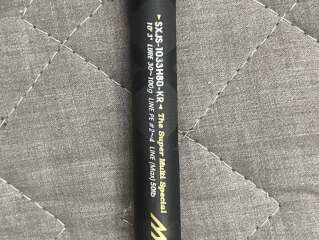 ▼SXJS-1033H80-KR◄ The Super Multi Special
10'3" LURE 30~100g LINE PE #2~4 LINE (Max) 50lb